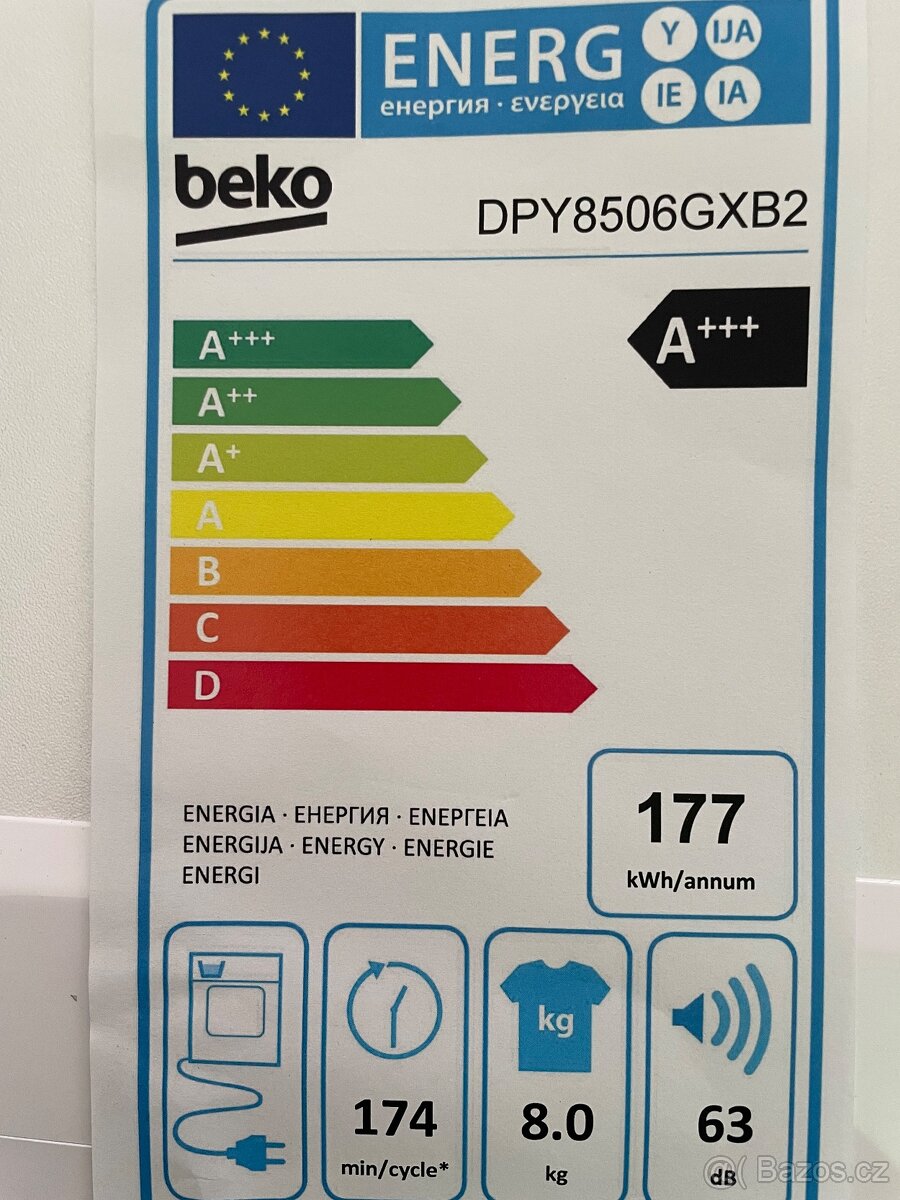 ENERG
Y IJA
IE IA
енергия · ενεργεια
beko
DPY8506GXB2
A+++
A+++
A++
A+
A
B
C
D
177
kWh/annum
ENERGIA · ЕНЕРГИЯ · ΕΝΕΡΓΕΙΑ
ENERGIJA · ENERGY · ENERGIE
ENERGI
kg
174
min/cycle*
8.0
kg
63
dB
@ Bazos.cz